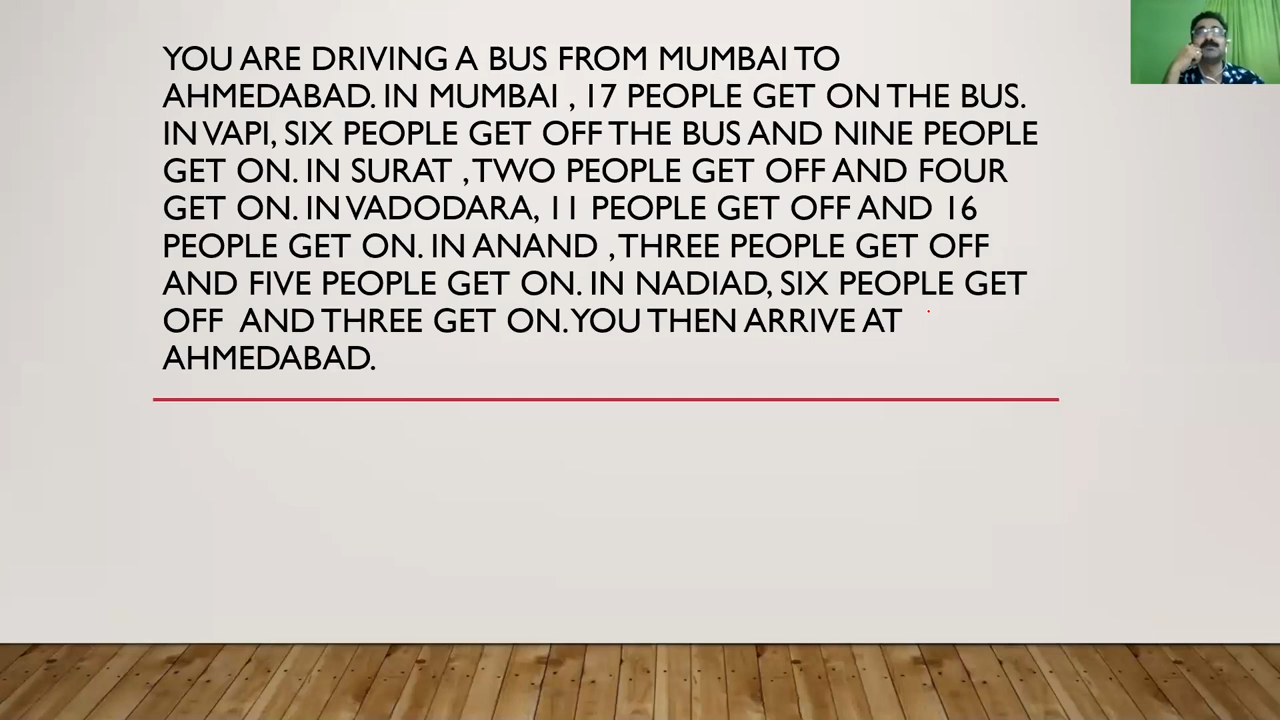 YOU ARE DRIVING A BUS FROM MUMBAI TO
AHMEDABAD. IN MUMBAI , 17 PEOPLE GET ON THE BUS.
IN VAPI, SIX PEOPLE GET OFF THE BUS AND NINE PEOPLE
GET ON. IN SURAT , TWO PEOPLE GET OFF AND FOUR
GET ON. IN VADODARA, 11 PEOPLE GET OFF AND 16
PEOPLE GET ON. IN ANAND , THREE PEOPLE GET OFF
AND FIVE PEOPLE GET ON. IN NADIAD, SIX PEOPLE GET
OFF AND THREE GET ON. YOU THEN ARRIVE AT
AHMEDABAD.